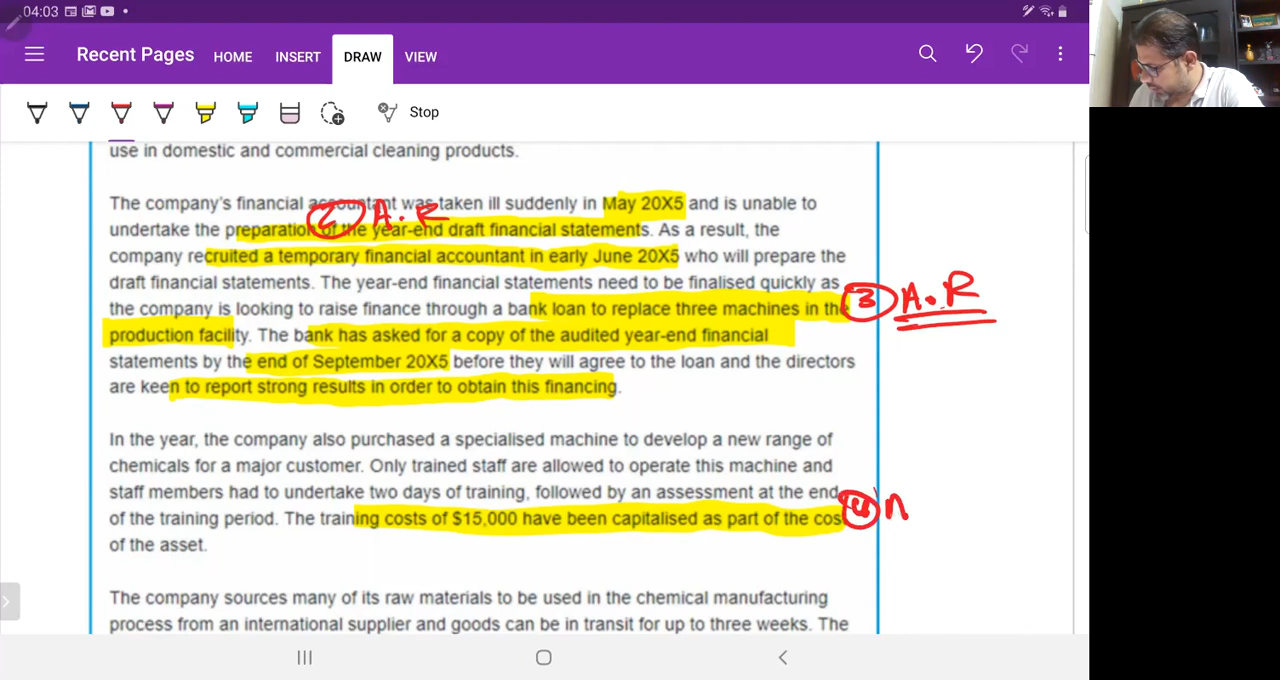 04:03
Recent Pages HOME INSERT DRAW VIEW
Stop
use in domestic and commercial cleaning products.
The company's financial accountant was taken ill suddenly in May 20X5 and is unable to
2 A.R
undertake the preparation of the year-end draft financial statements. As a result, the
company recruited a temporary financial accountant in early June 20X5 who will prepare the
draft financial statements. The year-end financial statements need to be finalised quickly as
the company is looking to raise finance through a bank loan to replace three machines in the
3 A.R
production facility. The bank has asked for a copy of the audited year-end financial
statements by the end of September 20X5 before they will agree to the loan and the directors
are keen to report strong results in order to obtain this financing.
In the year, the company also purchased a specialised machine to develop a new range of
chemicals for a major customer. Only trained staff are allowed to operate this machine and
staff members had to undertake two days of training, followed by an assessment at the end
4
of the training period. The training costs of $15,000 have been capitalised as part of the cos
of the asset.
The company sources many of its raw materials to be used in the chemical manufacturing
process from an international supplier and goods can be in transit for up to three weeks. The